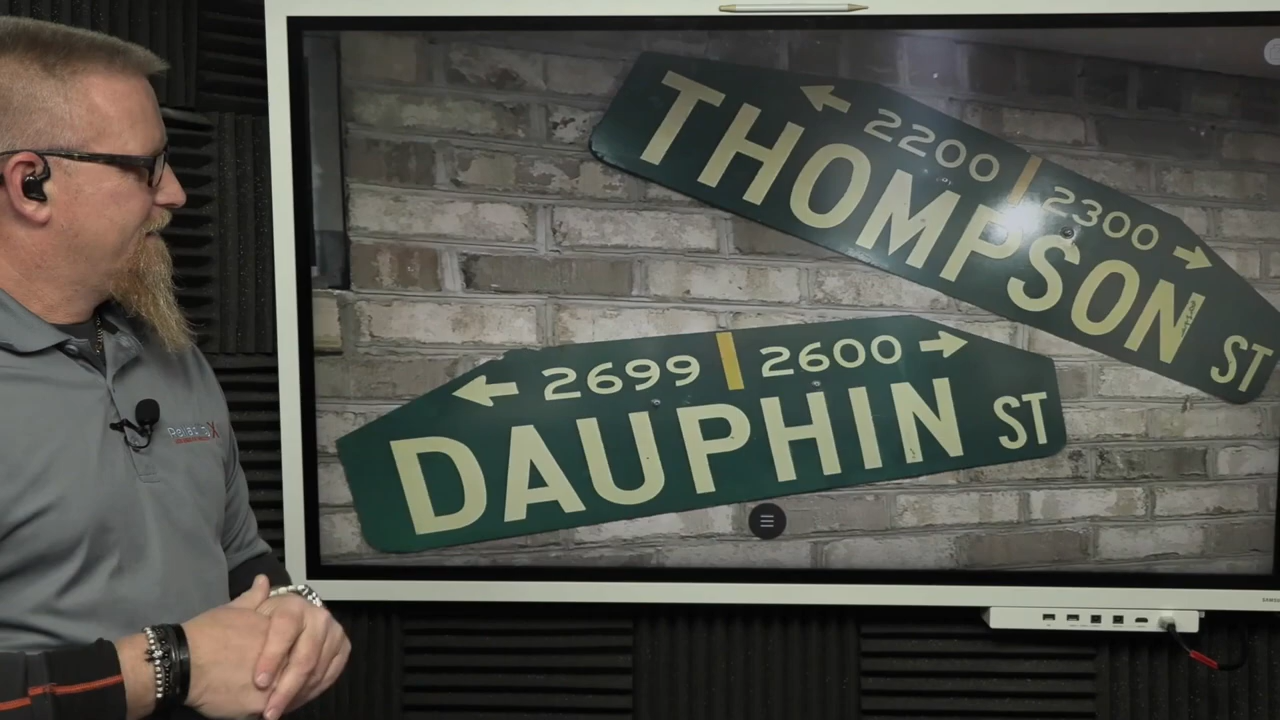 ← 2200 2300 →
THOMPSON ST
← 2699 2600 →
DAUPHIN ST